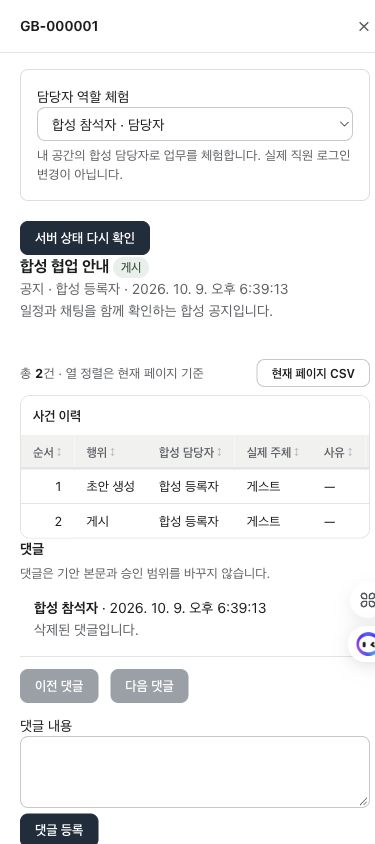 GB-000001
담당자 역할 체험
합성 참석자 · 담당자
내 공간의 합성 담당자로 업무를 체험합니다. 실제 직원 로그인
변경이 아닙니다.
서버 상태 다시 확인
합성 협업 안내 게시
공지 · 합성 등록자 · 2026. 10. 9. 오후 6:39:13
일정과 채팅을 함께 확인하는 합성 공지입니다.
총 2건 · 열 정렬은 현재 페이지 기준 현재 페이지 CSV
사건 이력
순서 행위 합성 담당자 실제 주체 사유
1 초안 생성 합성 등록자 게스트 —
2 게시 합성 등록자 게스트 —
댓글
댓글은 기안 본문과 승인 범위를 바꾸지 않습니다.
합성 참석자 · 2026. 10. 9. 오후 6:39:13
삭제된 댓글입니다.
이전 댓글 다음 댓글
댓글 내용
댓글 등록